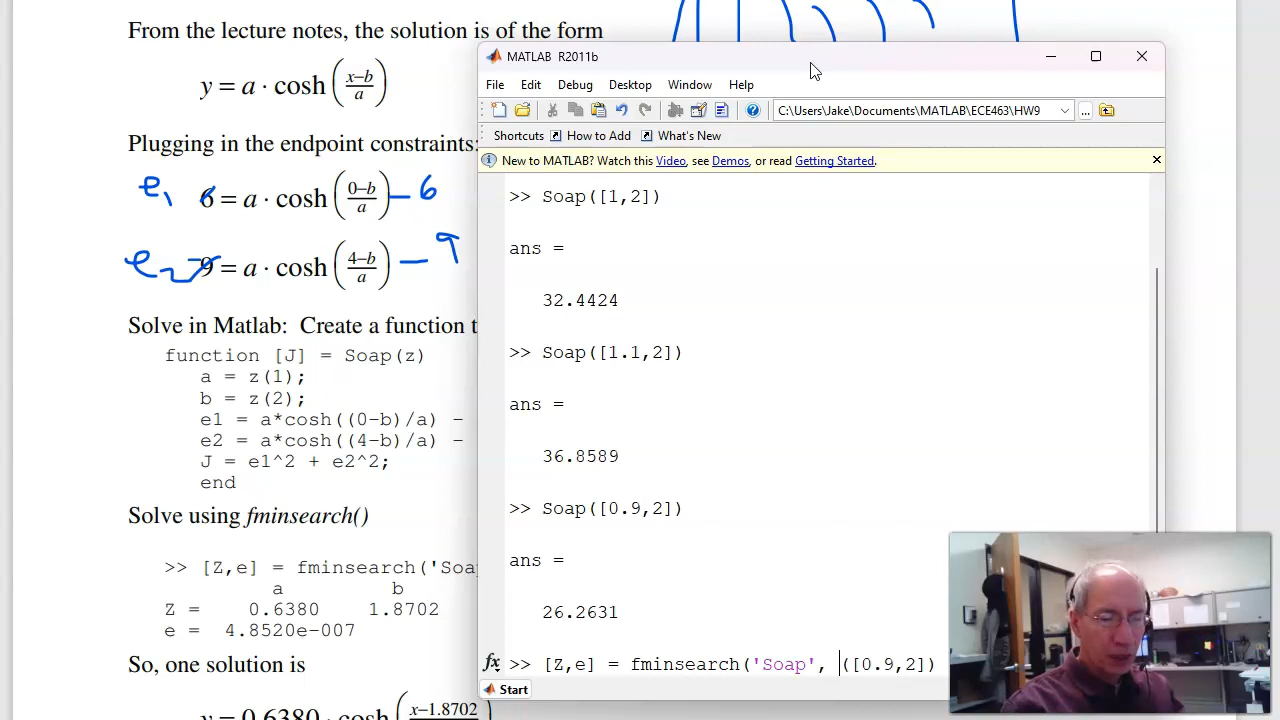 From the lecture notes, the solution is of the form
y = a · cosh(x−b/a)
Plugging in the endpoint constraints:
e1 6 = a · cosh(0−b/a) − 6
e2 9 = a · cosh(4−b/a) − 9
Solve in Matlab: Create a function t
function [J] = Soap(z)
a = z(1);
b = z(2);
e1 = a*cosh((0-b)/a) -
e2 = a*cosh((4-b)/a) -
J = e1^2 + e2^2;
end
Solve using fminsearch()
>> [Z,e] = fminsearch('Soa
a b
Z = 0.6380 1.8702
e = 4.8520e-007
So, one solution is
y = 0.6380 · cosh(x−1.8702
MATLAB R2011b
File Edit Debug Desktop Window Help
C:\Users\Jake\Documents\MATLAB\ECE463\HW9 ...
Shortcuts How to Add What's New
New to MATLAB? Watch this Video, see Demos, or read Getting Started.
>> Soap([1,2])
ans =
32.4424
>> Soap([1.1,2])
ans =
36.8589
>> Soap([0.9,2])
ans =
26.2631
fx >> [Z,e] = fminsearch('Soap', ([0.9,2])
Start